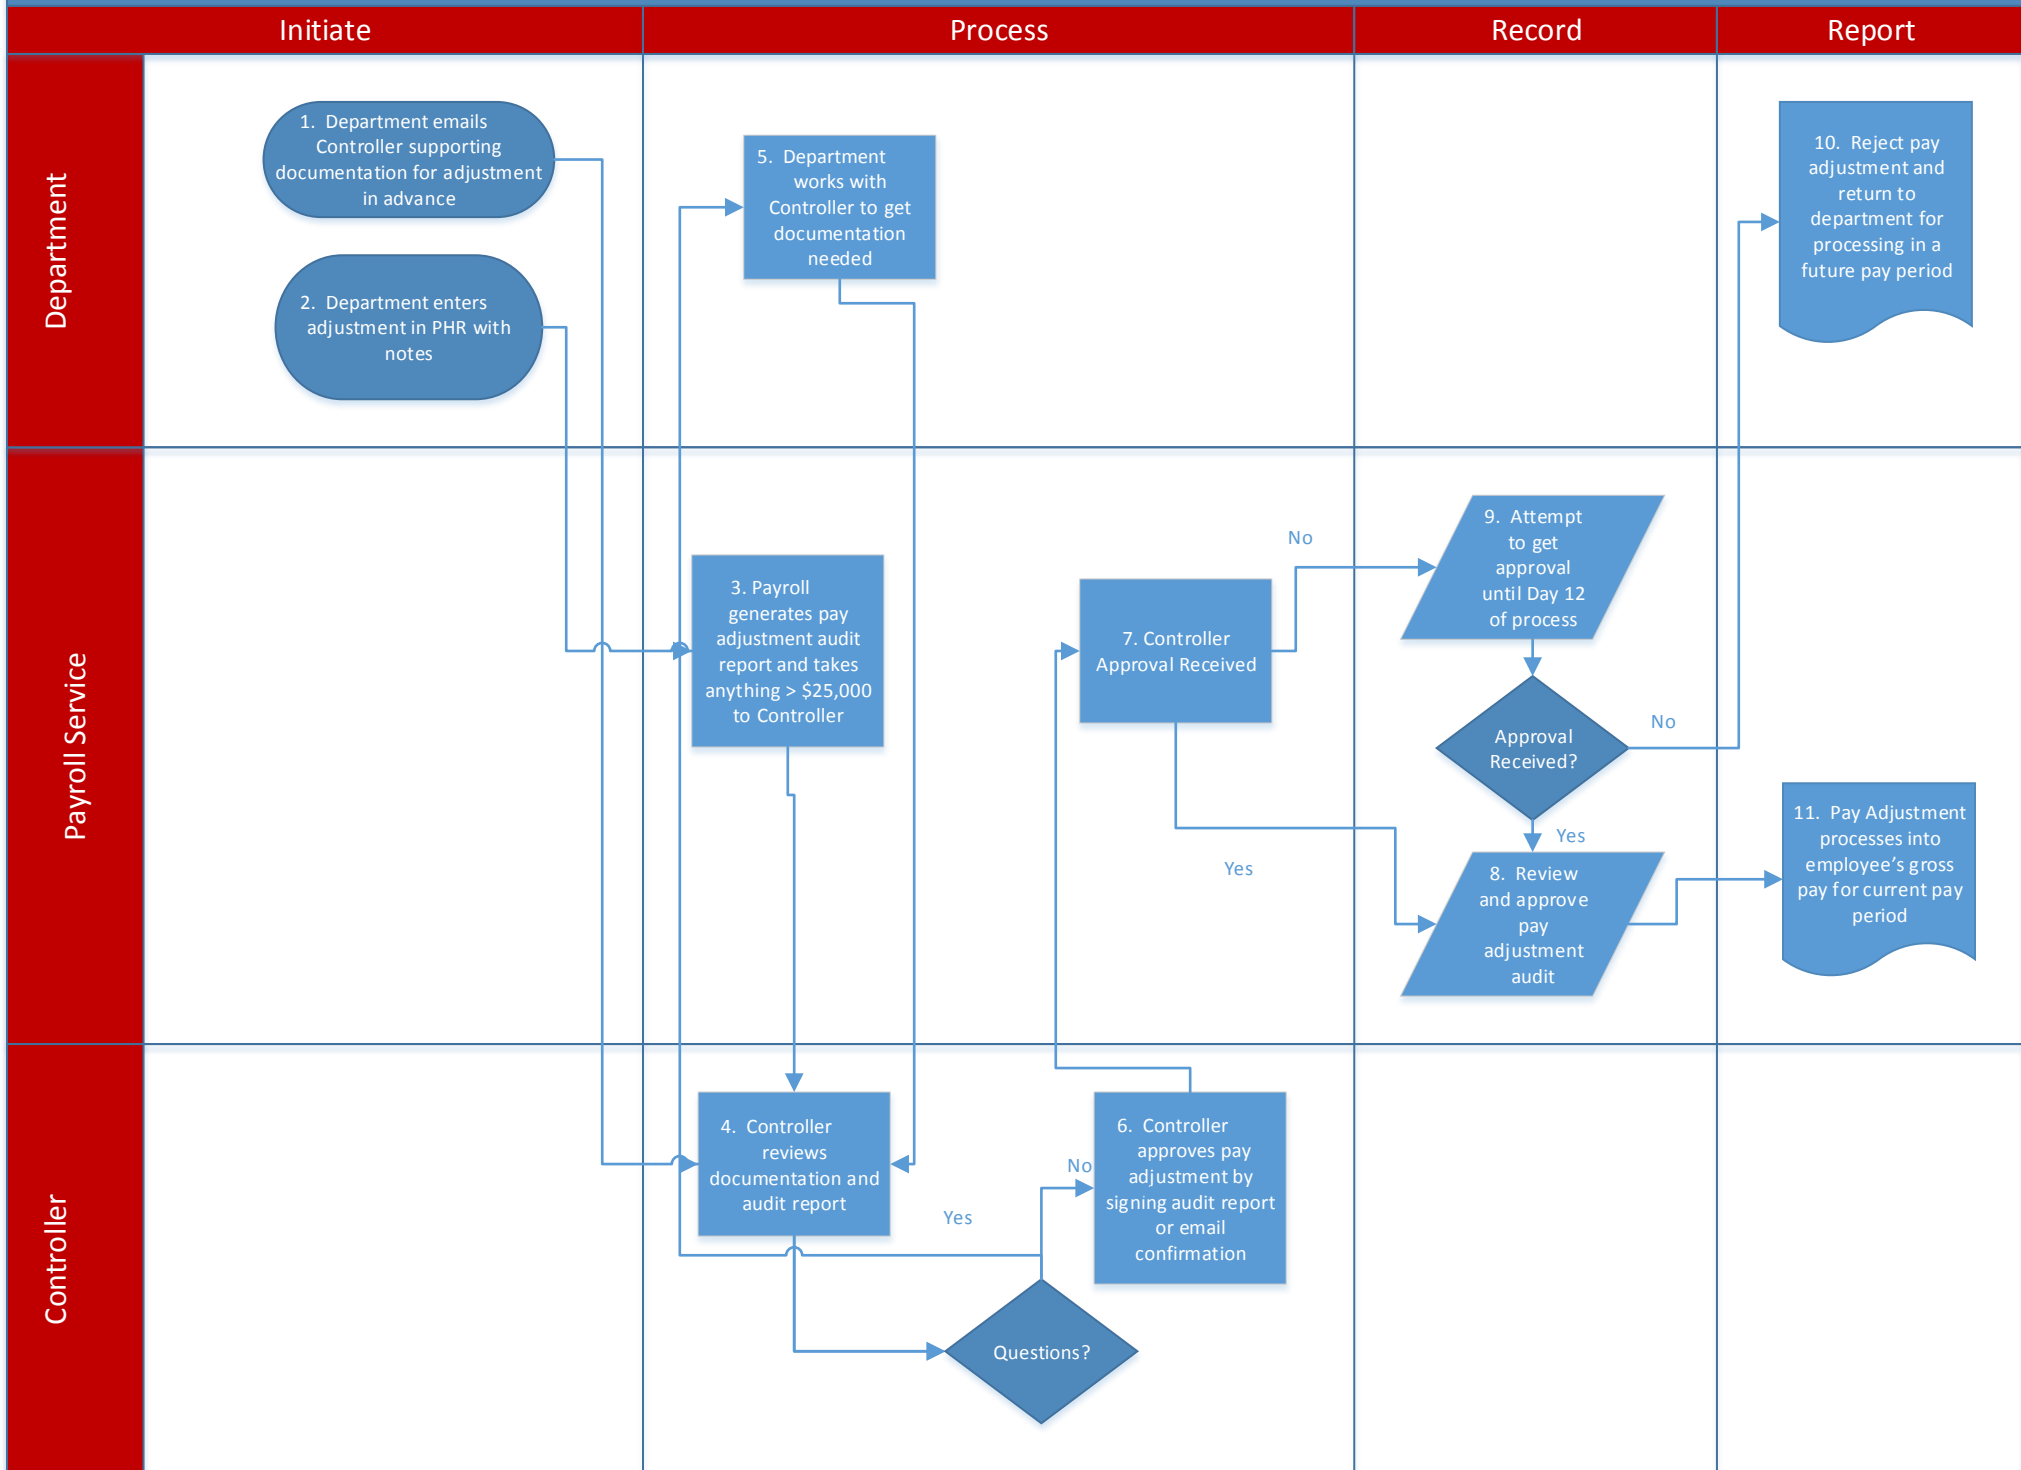 Initiate
Process
Record
Report
Department
1. Department emails
Controller supporting
documentation for adjustment
in advance
2. Department enters
adjustment in PHR with
notes
5. Department
works with
Controller to get
documentation
needed
10. Reject pay
adjustment and
return to
department for
processing in a
future pay period
Payroll Service
3. Payroll
generates pay
adjustment audit
report and takes
anything > $25,000
to Controller
7. Controller
Approval Received
No
9. Attempt
to get
approval
until Day 12
of process
Approval
Received?
No
Yes
Yes
8. Review
and approve
pay
adjustment
audit
11. Pay Adjustment
processes into
employee's gross
pay for current pay
period
Controller
4. Controller
reviews
documentation and
audit report
Yes
No
6. Controller
approves pay
adjustment by
signing audit report
or email
confirmation
Questions?